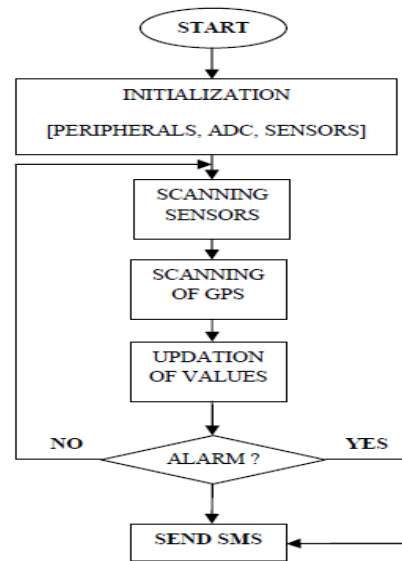 START
INITIALIZATION
[PERIPHERALS, ADC, SENSORS]
SCANNING
SENSORS
SCANNING
OF GPS
UPDATION
OF VALUES
NO
ALARM ?
YES
SEND SMS